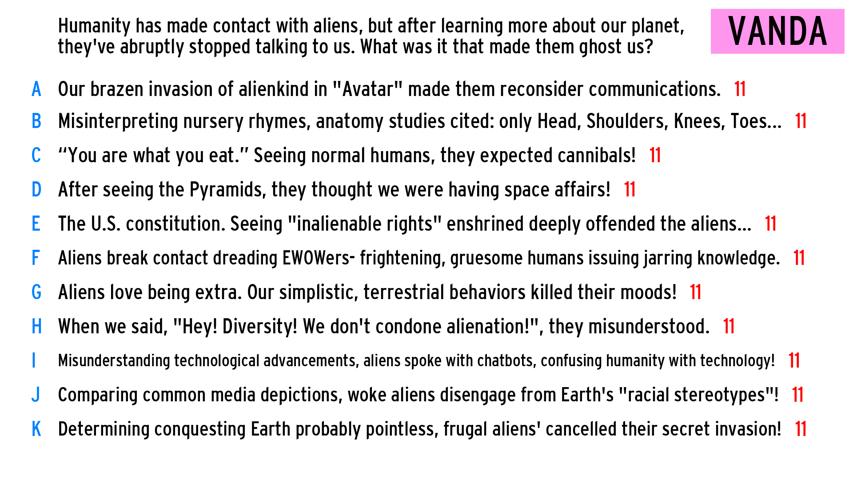 Humanity has made contact with aliens, but after learning more about our planet,
they've abruptly stopped talking to us. What was it that made them ghost us?
VANDA
A Our brazen invasion of alienkind in "Avatar" made them reconsider communications. 11
B Misinterpreting nursery rhymes, anatomy studies cited: only Head, Shoulders, Knees, Toes... 11
C “You are what you eat.” Seeing normal humans, they expected cannibals! 11
D After seeing the Pyramids, they thought we were having space affairs! 11
E The U.S. constitution. Seeing "inalienable rights" enshrined deeply offended the aliens... 11
F Aliens break contact dreading EWOWers- frightening, gruesome humans issuing jarring knowledge. 11
G Aliens love being extra. Our simplistic, terrestrial behaviors killed their moods! 11
H When we said, "Hey! Diversity! We don't condone alienation!", they misunderstood. 11
I Misunderstanding technological advancements, aliens spoke with chatbots, confusing humanity with technology! 11
J Comparing common media depictions, woke aliens disengage from Earth's "racial stereotypes"! 11
K Determining conquesting Earth probably pointless, frugal aliens' cancelled their secret invasion! 11